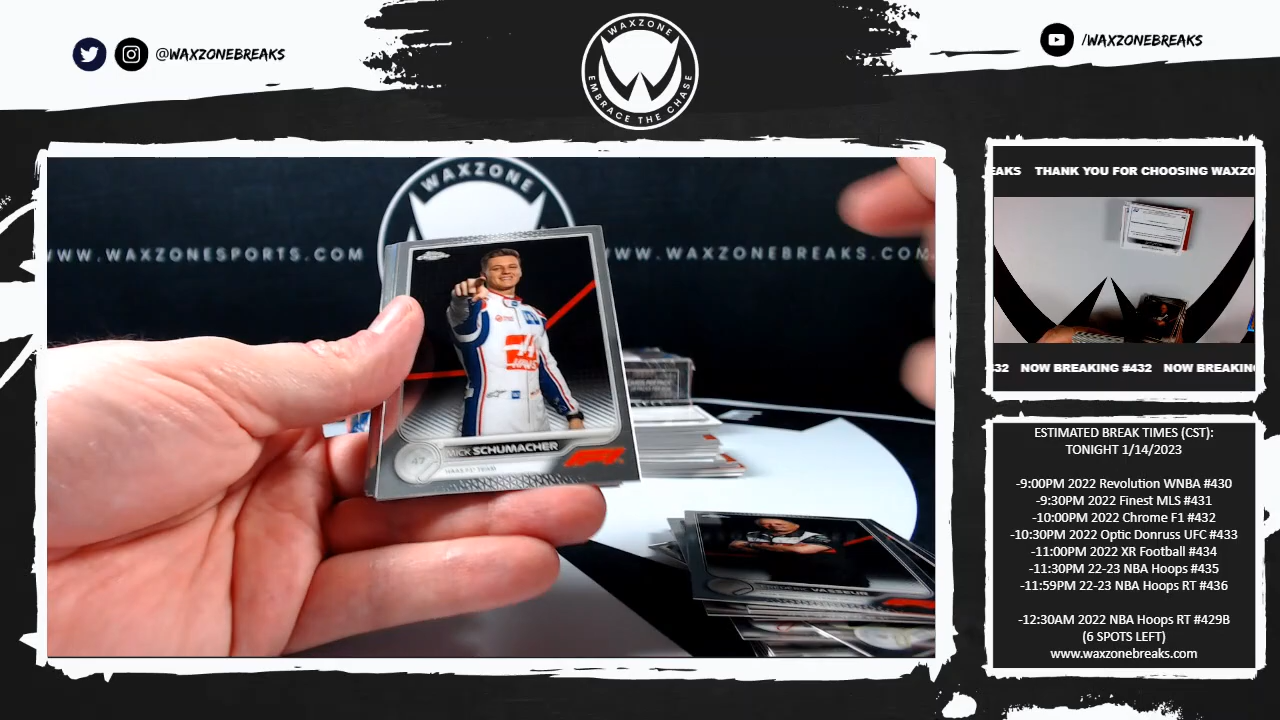 @WAXZONEBREAKS
WAXZONE
EMBRACE THE CHASE
/WAXZONEBREAKS
WAXZONE
WWW.WAXZONESPORTS.COM
WWW.WAXZONEBREAKS.COM
MICK SCHUMACHER
HAAS F1 TEAM
47
HAAS
F1
VASSEUR
EAKS THANK YOU FOR CHOOSING WAXZO
432 NOW BREAKING #432 NOW BREAKING
ESTIMATED BREAK TIMES (CST):
TONIGHT 1/14/2023
-9:00PM 2022 Revolution WNBA #430
-9:30PM 2022 Finest MLS #431
-10:00PM 2022 Chrome F1 #432
-10:30PM 2022 Optic Donruss UFC #433
-11:00PM 2022 XR Football #434
-11:30PM 22-23 NBA Hoops #435
-11:59PM 22-23 NBA Hoops RT #436
-12:30AM 2022 NBA Hoops RT #429B
(6 SPOTS LEFT)
www.waxzonebreaks.com